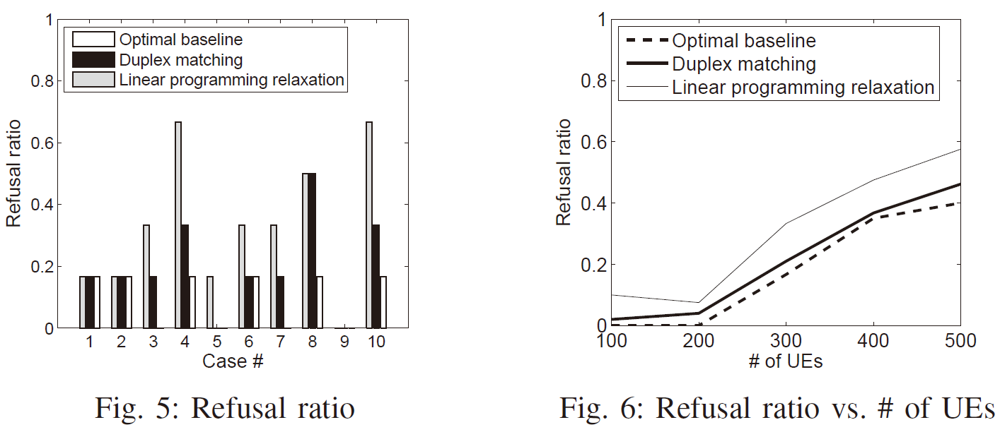 1
0.8
0.6
0.4
0.2
0
Refusal ratio
Optimal baseline
Duplex matching
Linear programming relaxation
1 2 3 4 5 6 7 8 9 10
Case #
Fig. 5: Refusal ratio
1
0.8
0.6
0.4
0.2
0
Refusal ratio
Optimal baseline
Duplex matching
Linear programming relaxation
100 200 300 400 500
# of UEs
Fig. 6: Refusal ratio vs. # of UEs